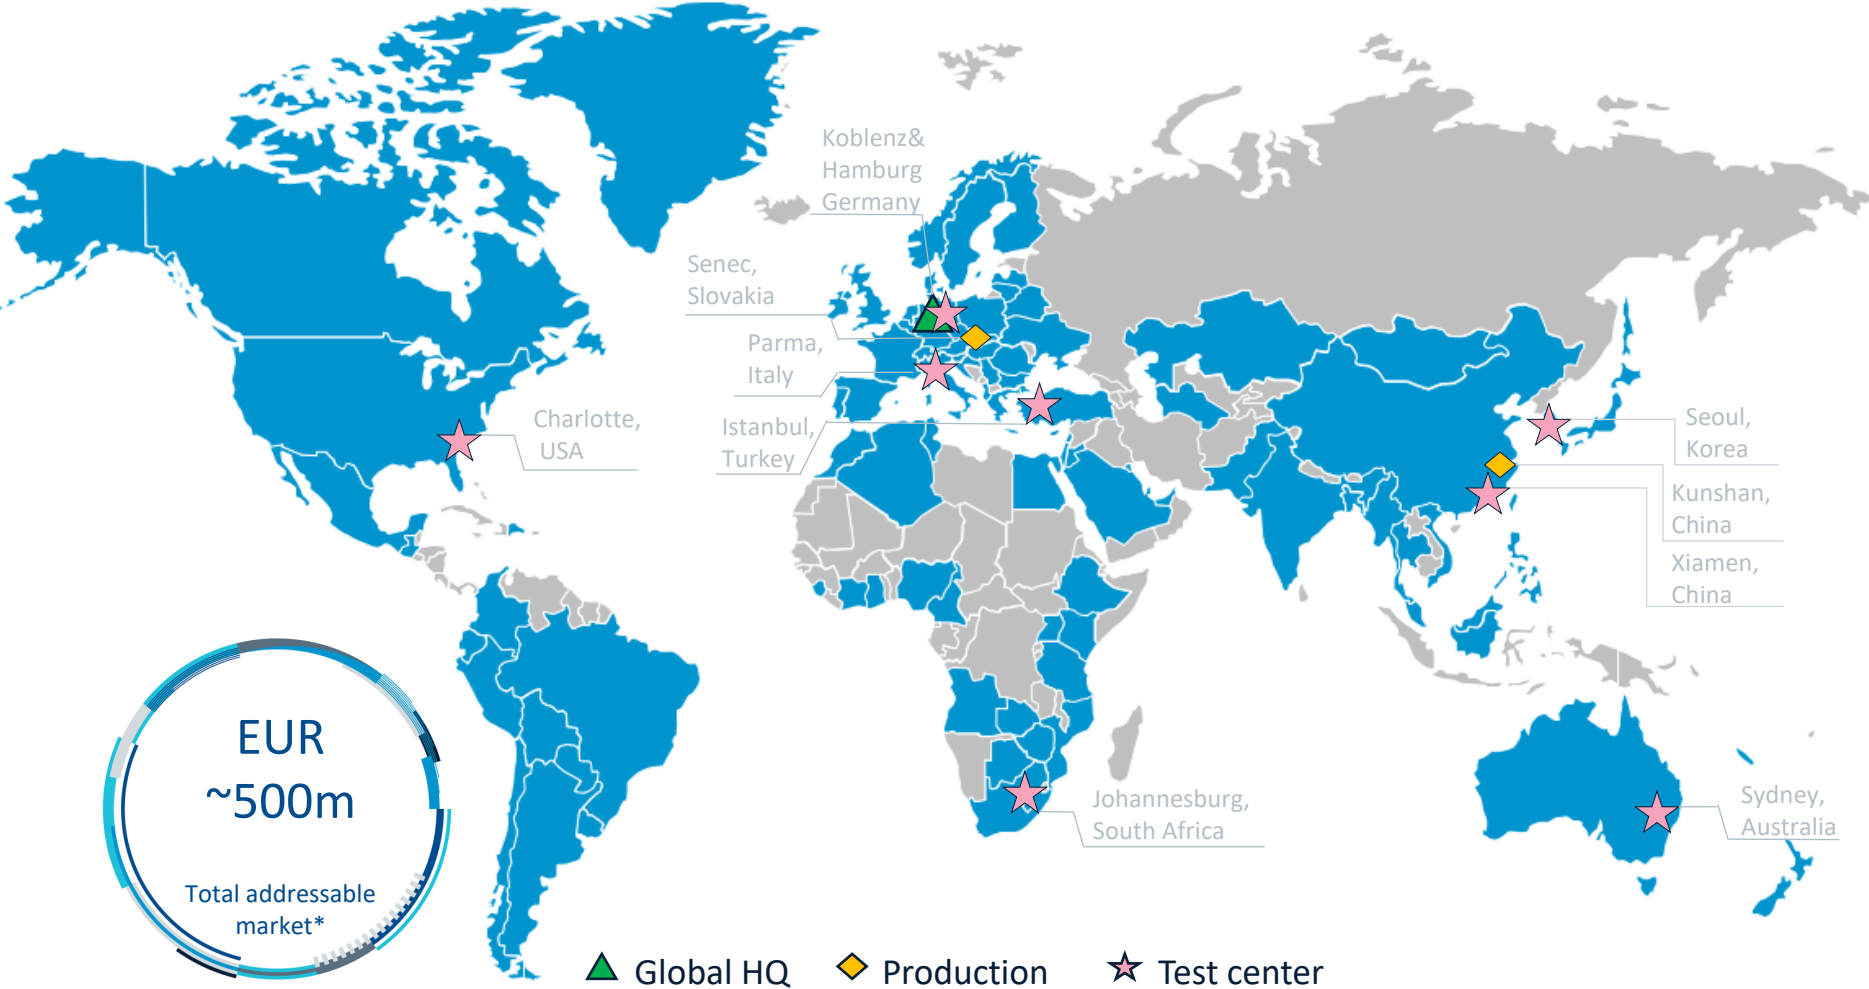 Koblenz&
Hamburg
Germany
Senec,
Slovakia
Parma,
Italy
Istanbul,
Turkey
Charlotte,
USA
Seoul,
Korea
Kunshan,
China
Xiamen,
China
Johannesburg,
South Africa
Sydney,
Australia
EUR
~500m
Total addressable
market*
Global HQ
Production
Test center